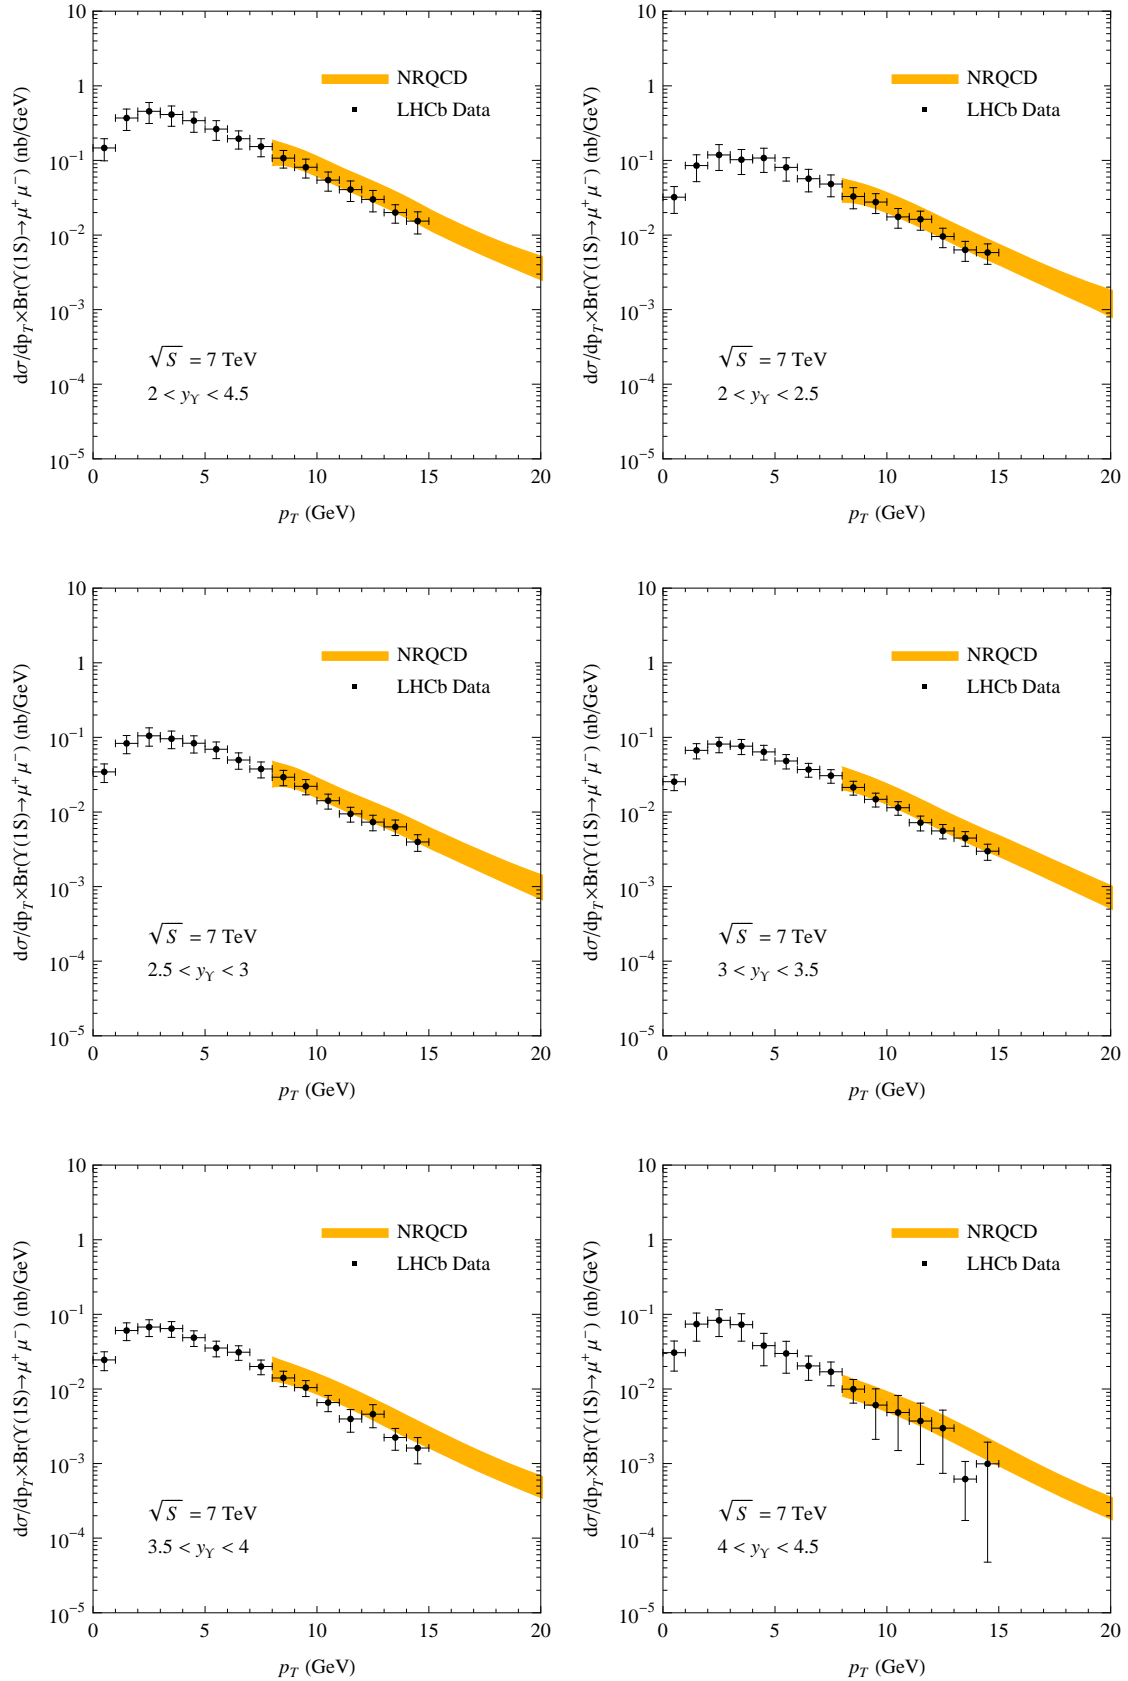 10
1
10⁻¹
10⁻²
10⁻³
10⁻⁴
10⁻⁵
dσ/dp_T×Br(Υ(1S)→μ⁺μ⁻) (nb/GeV)
NRQCD
LHCb Data
√S = 7 TeV
2 < y_Υ < 4.5
0 5 10 15 20
p_T (GeV)
10
1
10⁻¹
10⁻²
10⁻³
10⁻⁴
10⁻⁵
dσ/dp_T×Br(Υ(1S)→μ⁺μ⁻) (nb/GeV)
NRQCD
LHCb Data
√S = 7 TeV
2 < y_Υ < 2.5
0 5 10 15 20
p_T (GeV)
10
1
10⁻¹
10⁻²
10⁻³
10⁻⁴
10⁻⁵
dσ/dp_T×Br(Υ(1S)→μ⁺μ⁻) (nb/GeV)
NRQCD
LHCb Data
√S = 7 TeV
2.5 < y_Υ < 3
0 5 10 15 20
p_T (GeV)
10
1
10⁻¹
10⁻²
10⁻³
10⁻⁴
10⁻⁵
dσ/dp_T×Br(Υ(1S)→μ⁺μ⁻) (nb/GeV)
NRQCD
LHCb Data
√S = 7 TeV
3 < y_Υ < 3.5
0 5 10 15 20
p_T (GeV)
10
1
10⁻¹
10⁻²
10⁻³
10⁻⁴
10⁻⁵
dσ/dp_T×Br(Υ(1S)→μ⁺μ⁻) (nb/GeV)
NRQCD
LHCb Data
√S = 7 TeV
3.5 < y_Υ < 4
0 5 10 15 20
p_T (GeV)
10
1
10⁻¹
10⁻²
10⁻³
10⁻⁴
10⁻⁵
dσ/dp_T×Br(Υ(1S)→μ⁺μ⁻) (nb/GeV)
NRQCD
LHCb Data
√S = 7 TeV
4 < y_Υ < 4.5
0 5 10 15 20
p_T (GeV)